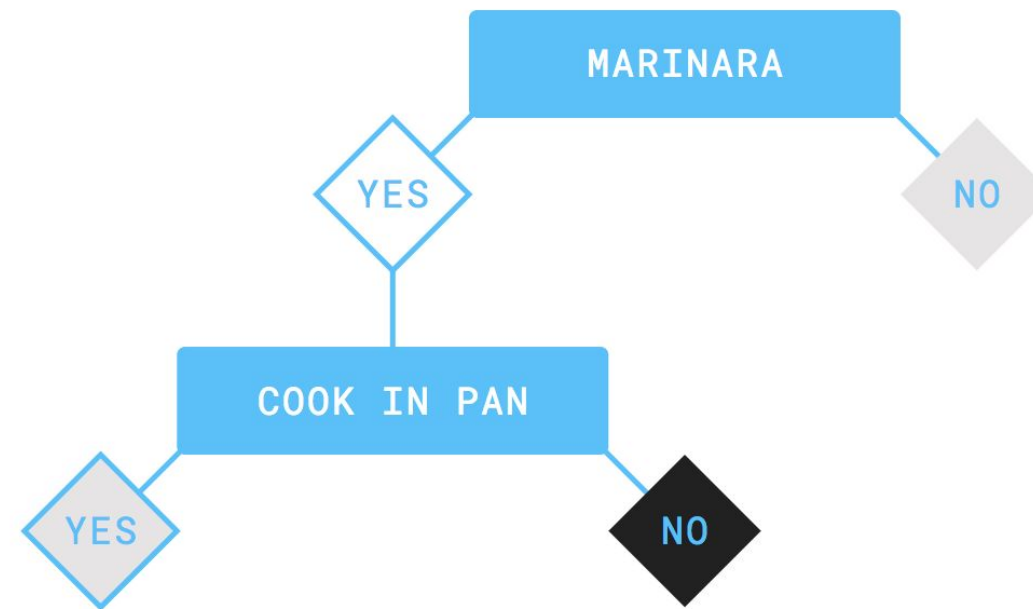 MARINARA
YES
NO
COOK IN PAN
YES
NO